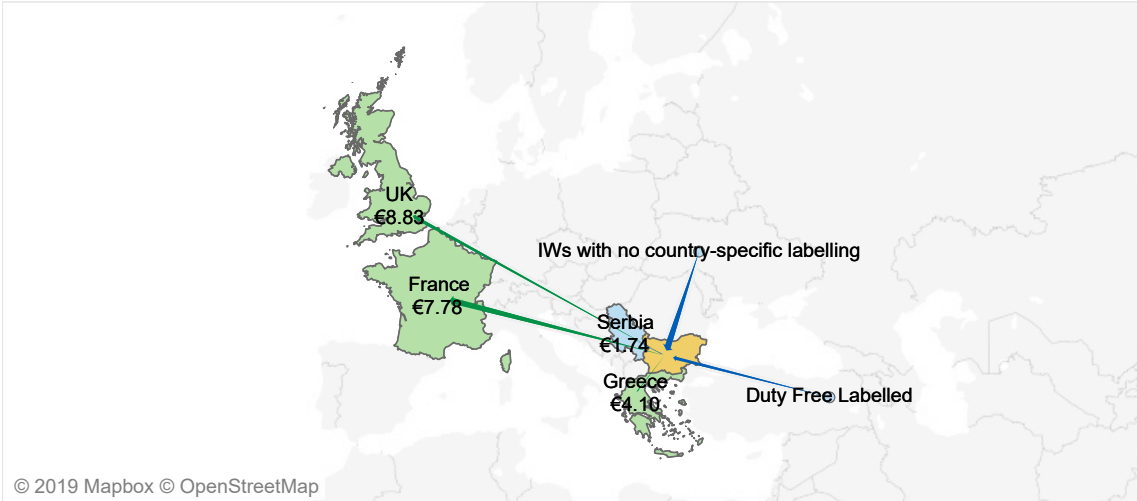 UK
€8.83
IWs with no country-specific labelling
France
€7.78
Serbia
€1.74
Greece
€4.10
Duty Free Labelled
© 2019 Mapbox © OpenStreetMap